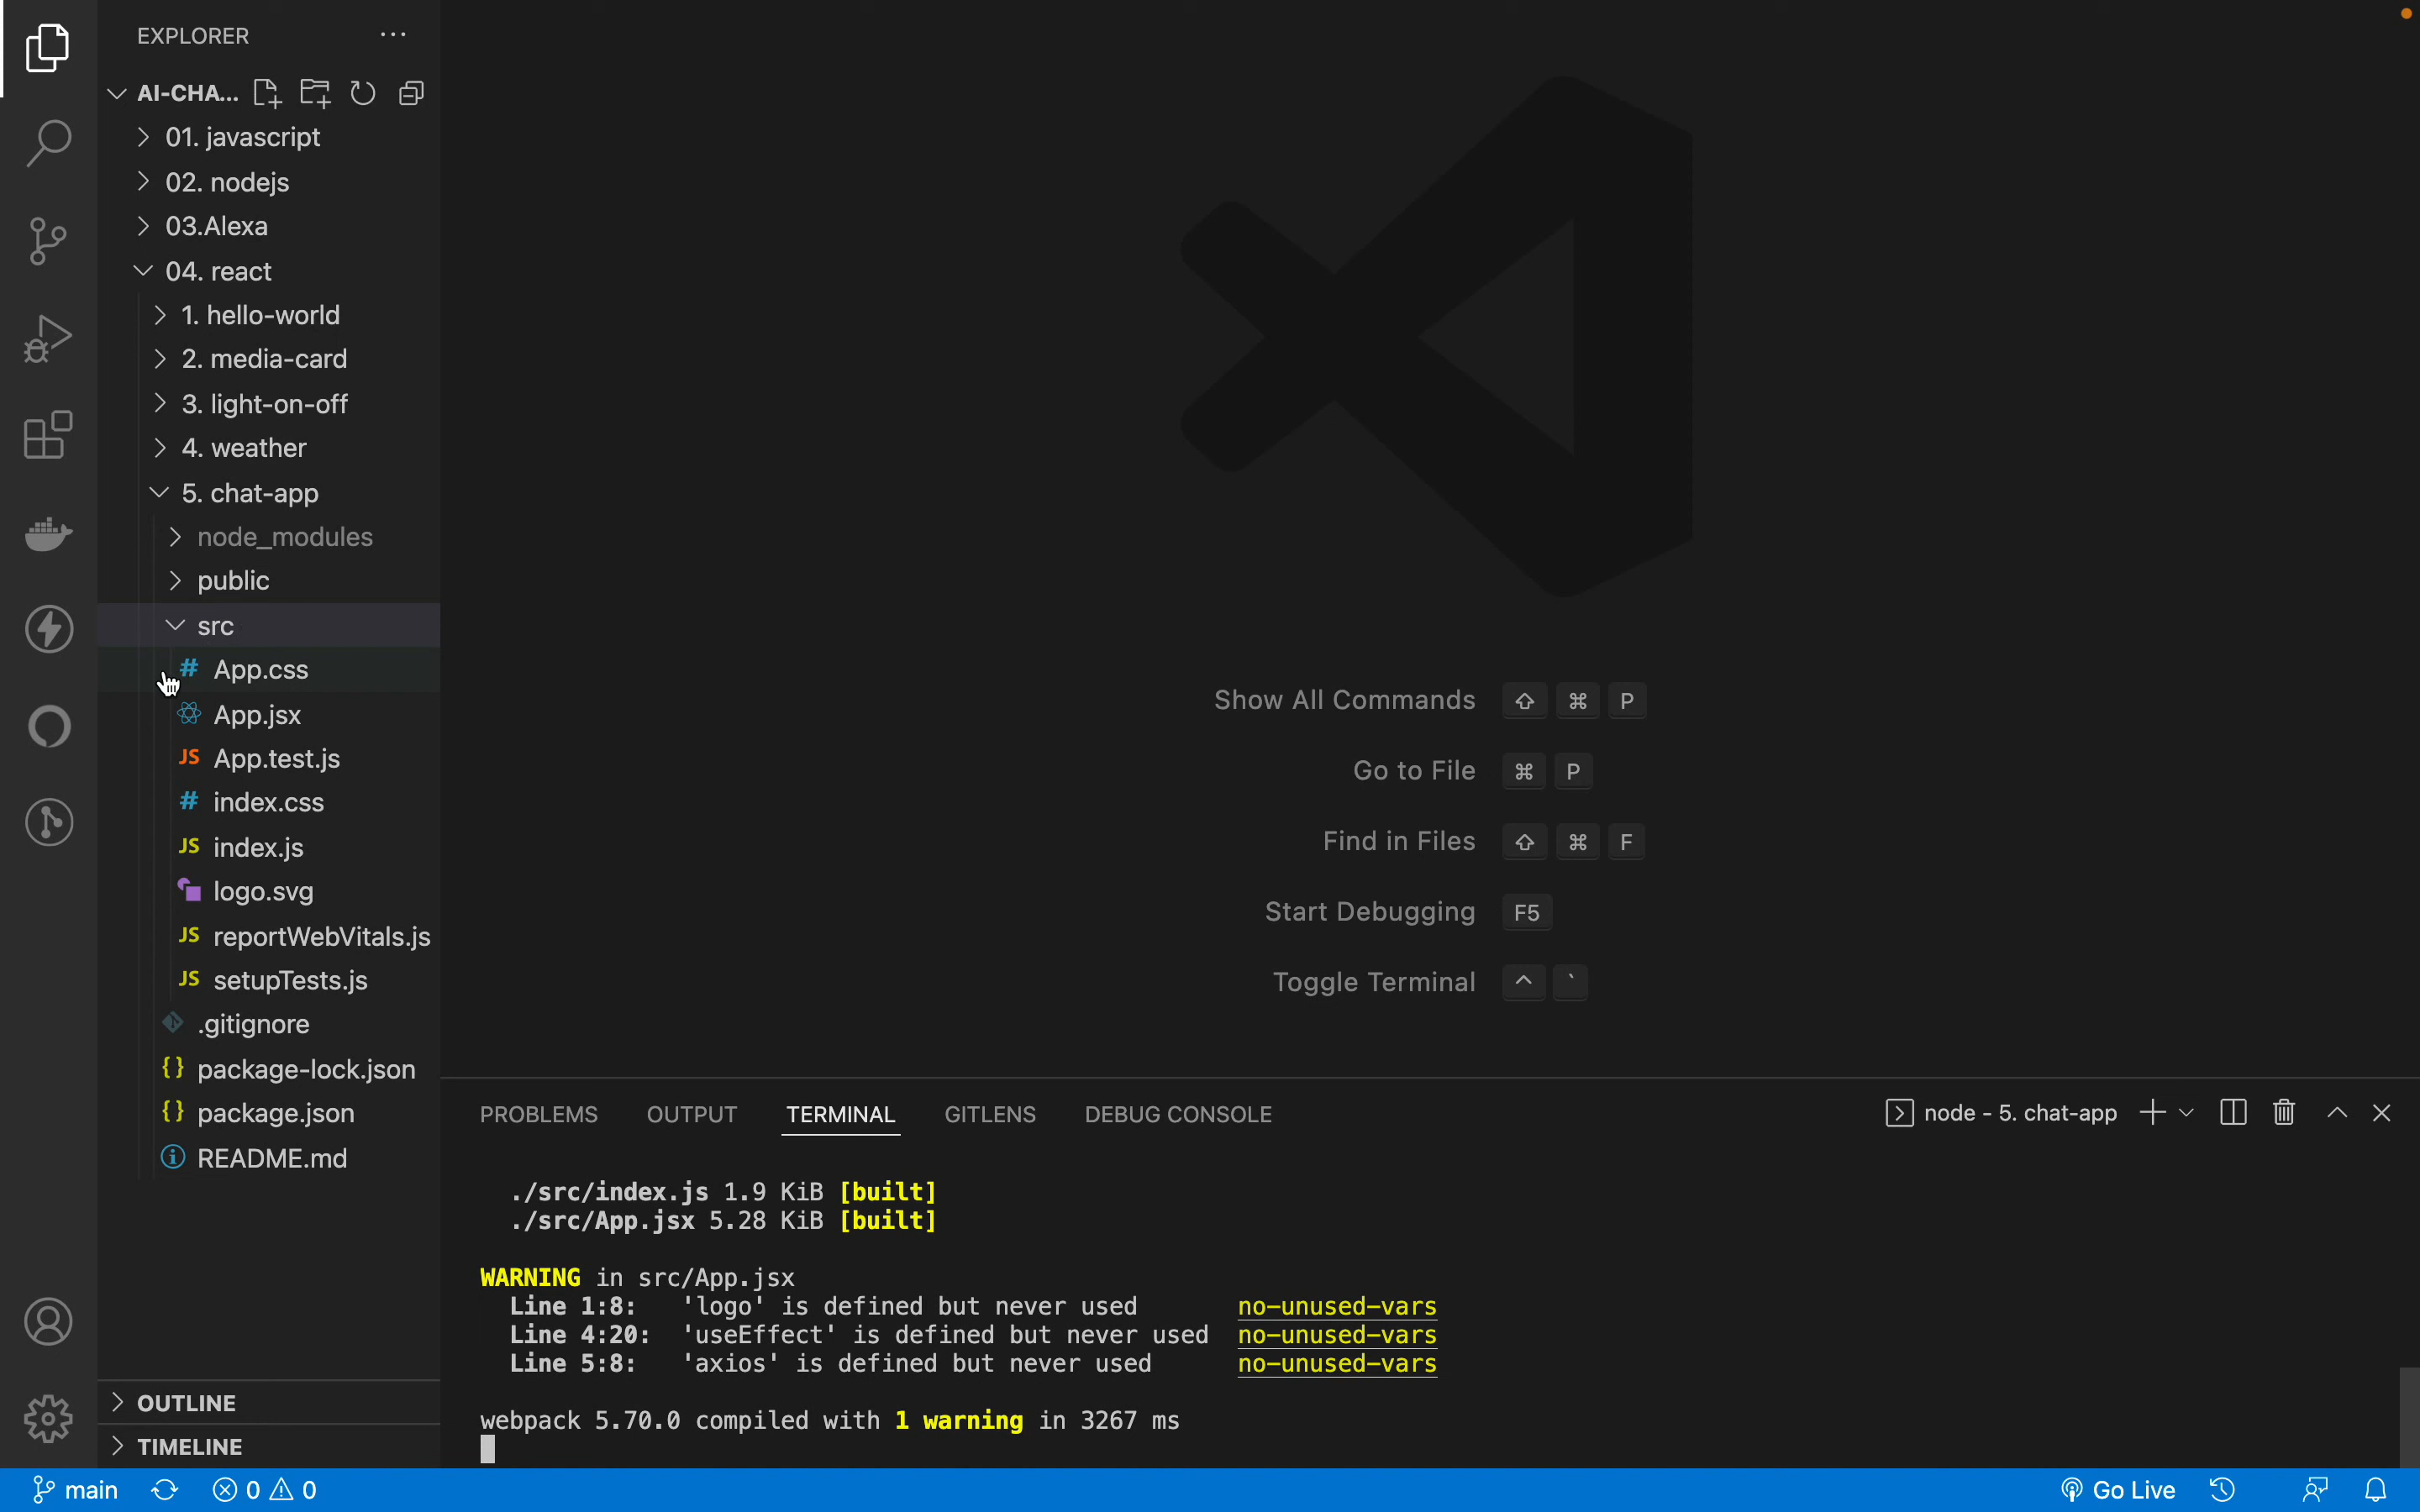 EXPLORER
AI-CHA...
01. javascript
02. nodejs
03.Alexa
04. react
1. hello-world
2. media-card
3. light-on-off
4. weather
5. chat-app
node_modules
public
src
# App.css
App.jsx
JS App.test.js
# index.css
JS index.js
logo.svg
JS reportWebVitals.js
JS setupTests.js
.gitignore
{} package-lock.json
{} package.json
README.md
OUTLINE
TIMELINE
Show All Commands ⇧ ⌘ P
Go to File ⌘ P
Find in Files ⇧ ⌘ F
Start Debugging F5
Toggle Terminal ^ `
PROBLEMS OUTPUT TERMINAL GITLENS DEBUG CONSOLE
node - 5. chat-app
./src/index.js 1.9 KiB [built]
./src/App.jsx 5.28 KiB [built]
WARNING in src/App.jsx
Line 1:8: 'logo' is defined but never used no-unused-vars
Line 4:20: 'useEffect' is defined but never used no-unused-vars
Line 5:8: 'axios' is defined but never used no-unused-vars
webpack 5.70.0 compiled with 1 warning in 3267 ms
main 0 0 Go Live